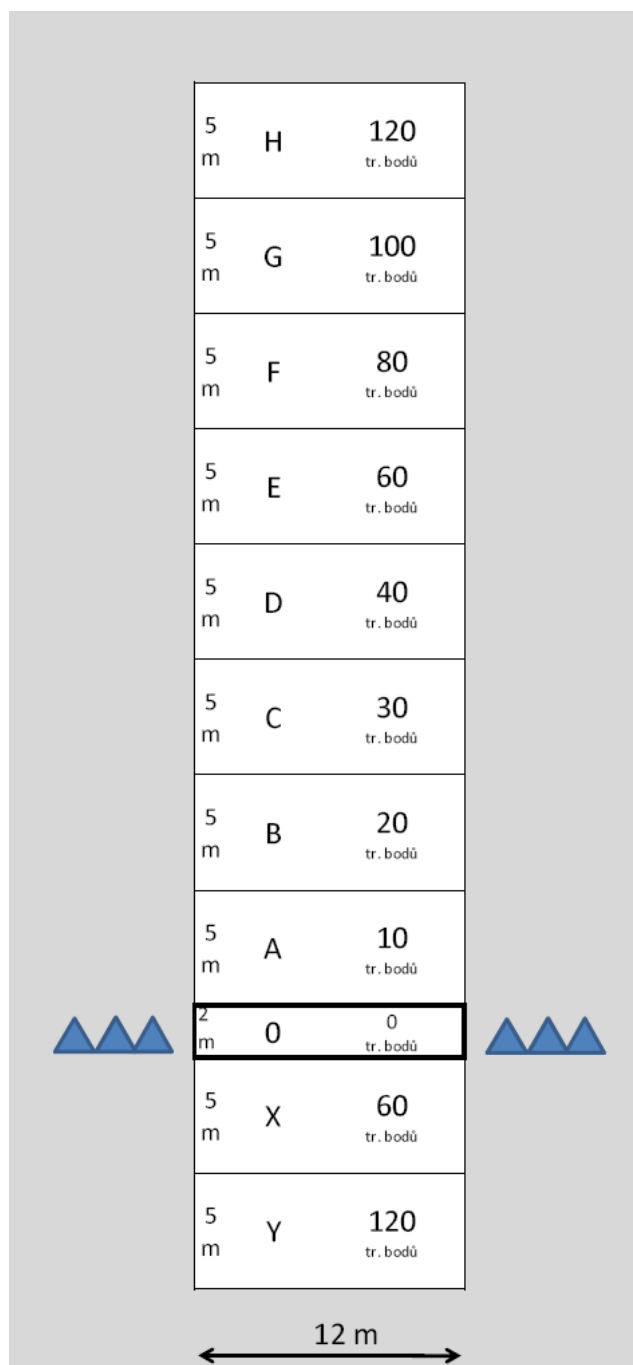 5 m H 120 tr. bodů
5 m G 100 tr. bodů
5 m F 80 tr. bodů
5 m E 60 tr. bodů
5 m D 40 tr. bodů
5 m C 30 tr. bodů
5 m B 20 tr. bodů
5 m A 10 tr. bodů
2 m 0 0 tr. bodů
5 m X 60 tr. bodů
5 m Y 120 tr. bodů
12 m